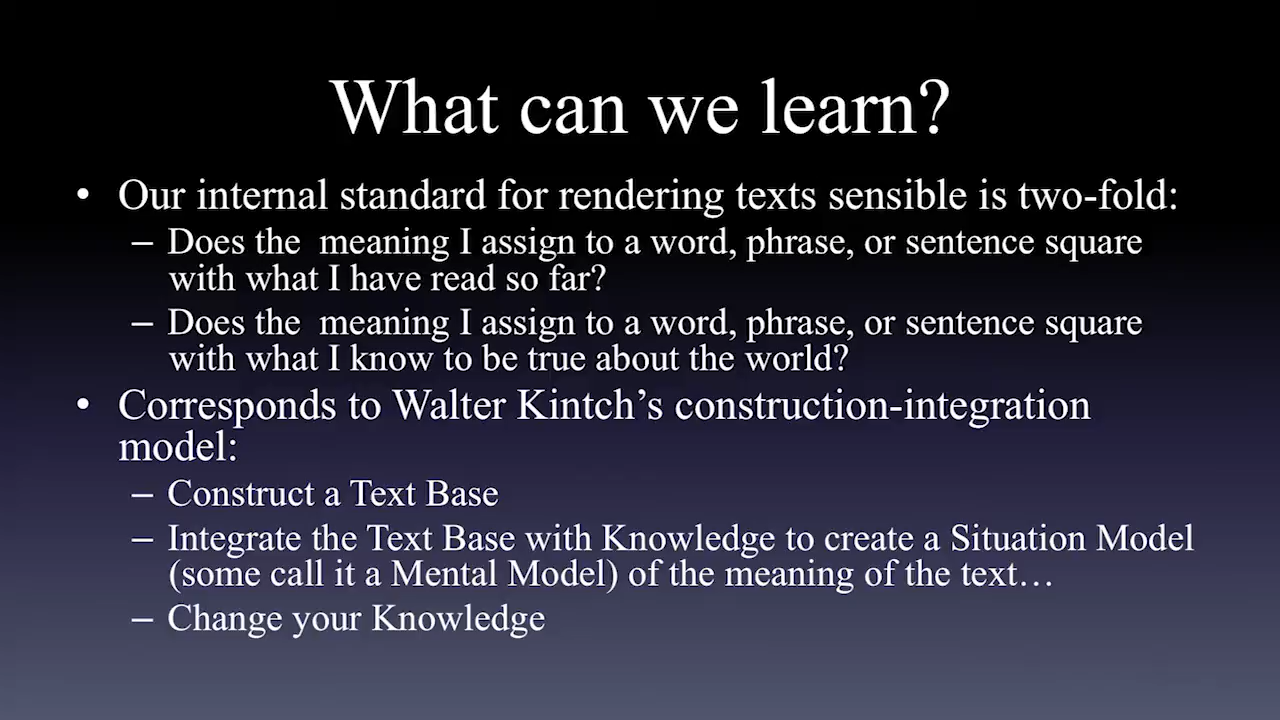 What can we learn?
• Our internal standard for rendering texts sensible is two-fold:
– Does the meaning I assign to a word, phrase, or sentence square
with what I have read so far?
– Does the meaning I assign to a word, phrase, or sentence square
with what I know to be true about the world?
• Corresponds to Walter Kintch’s construction-integration
model:
– Construct a Text Base
– Integrate the Text Base with Knowledge to create a Situation Model
(some call it a Mental Model) of the meaning of the text…
– Change your Knowledge